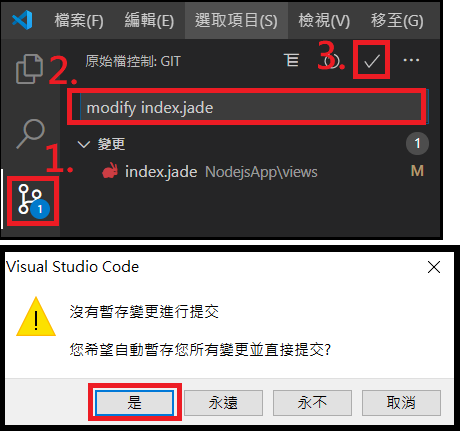 檔案(F) 編輯(E) 選取項目(S) 檢視(V) 移至(G)
原始檔控制: GIT
2.
3.
modify index.jade
變更 1
1.
index.jade NodejsApp\views M
1
Visual Studio Code
沒有暫存變更進行提交
您希望自動暫存您所有變更並直接提交?
是 永遠 永不 取消